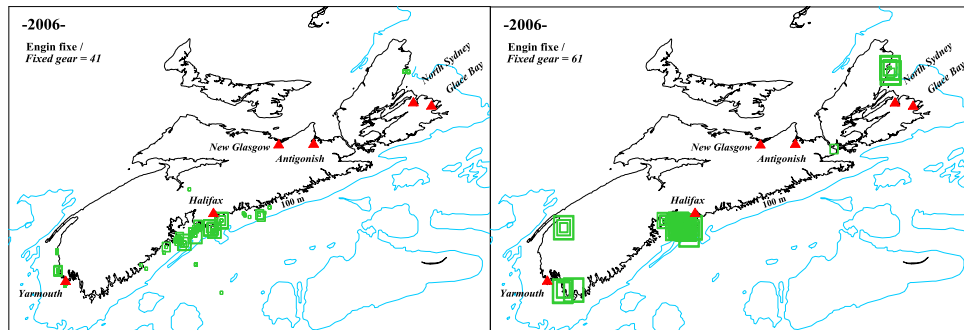 -2006-
Engin fixe /
Fixed gear = 41
North Sydney
Glace Bay
New Glasgow
Antigonish
Halifax
100 m
Yarmouth
-2006-
Engin fixe /
Fixed gear = 61
North Sydney
Glace Bay
New Glasgow
Antigonish
Halifax
100 m
Yarmouth